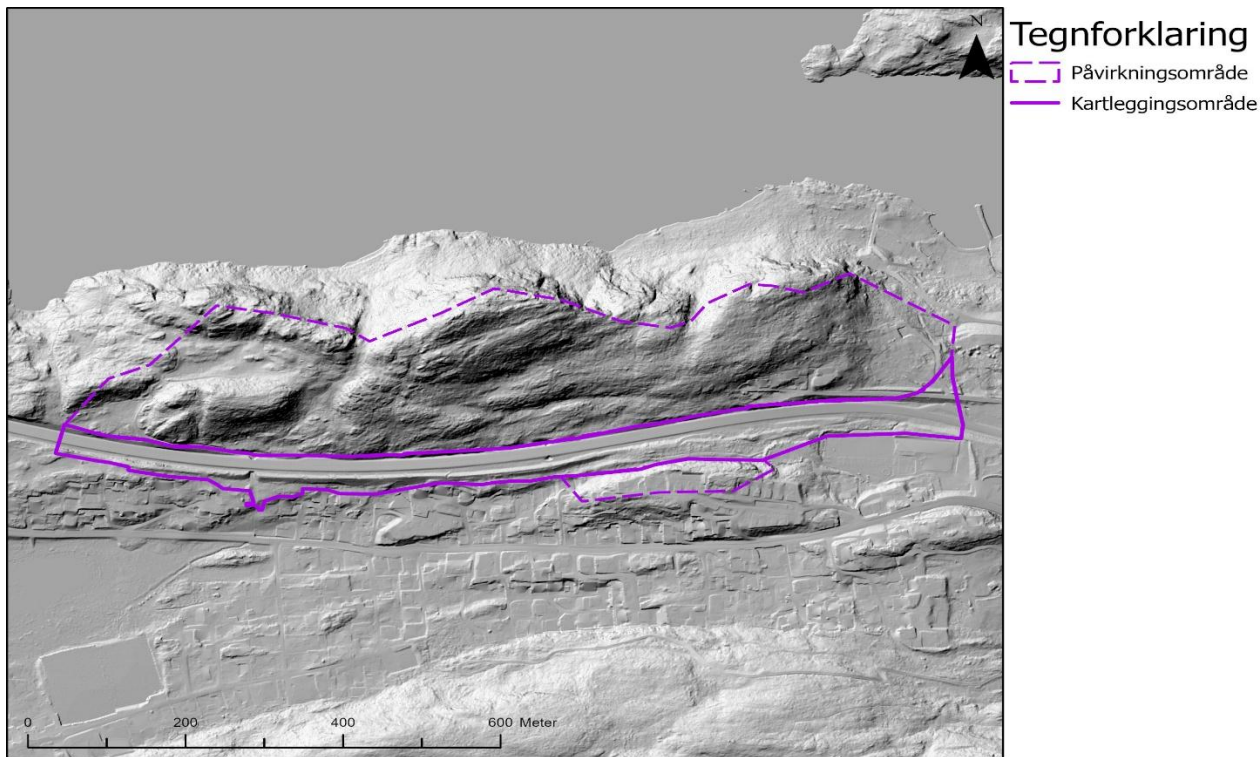 N
Tegnforklaring
Påvirkningsområde
Kartleggingsområde
0 200 400 600 Meter